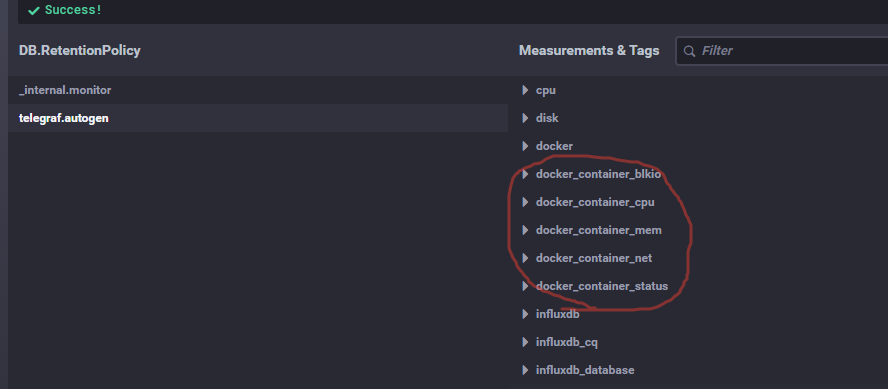 Success!
DB.RetentionPolicy
_internal.monitor
telegraf.autogen
Measurements & Tags
Filter
cpu
disk
docker
docker_container_blkio
docker_container_cpu
docker_container_mem
docker_container_net
docker_container_status
influxdb
influxdb_cq
influxdb_database